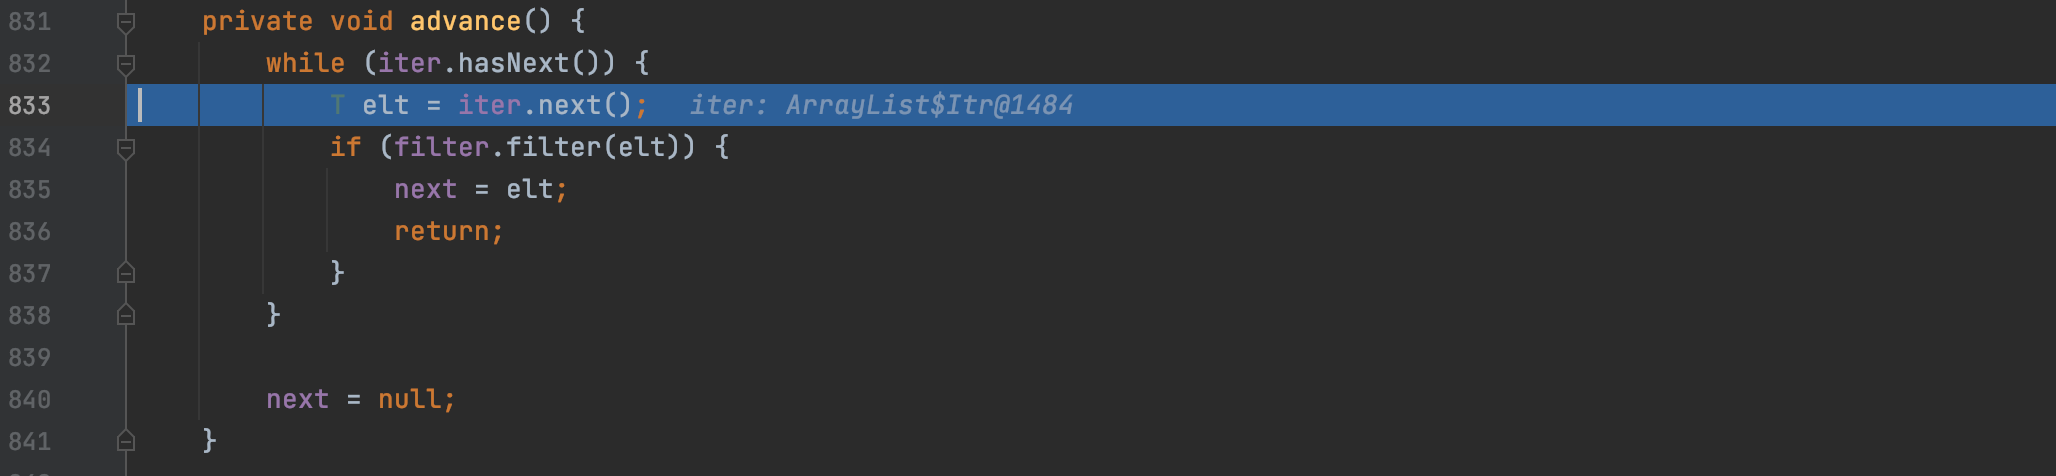 831 private void advance() {
832 while (iter.hasNext()) {
833 T elt = iter.next(); iter: ArrayList$Itr@1484
834 if (filter.filter(elt)) {
835 next = elt;
836 return;
837 }
838 }
839
840 next = null;
841 }